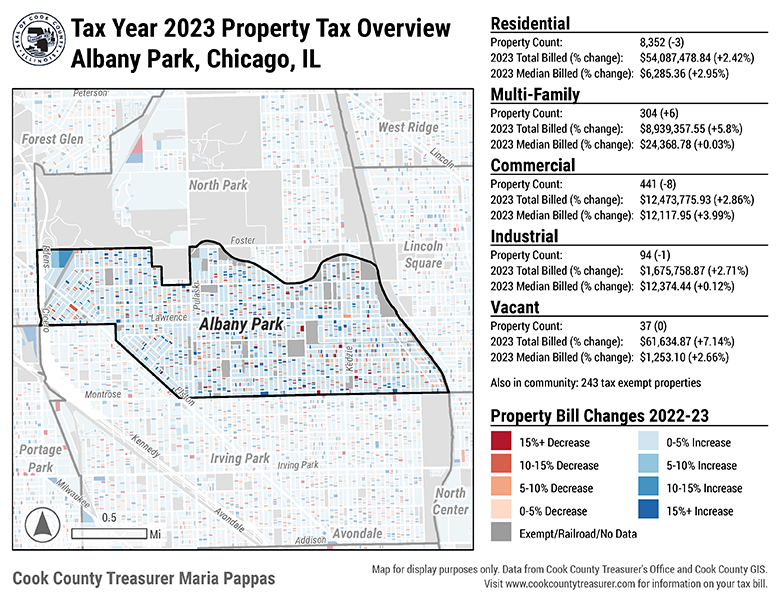 SEAL OF COOK COUNTY
ILLINOIS
Tax Year 2023 Property Tax Overview
Albany Park, Chicago, IL
Peterson
Forest Glen
West Ridge
Lincoln
North Park
Foster
Lincoln
Square
Pulaski
Lawrence
Albany Park
Cicero
Kedzie
Montrose
Elston
Kennedy
Portage
Park
Irving Park
Irving Park
Milwaukee
North
Center
Avondale
Avondale
Addison
0.5
Mi
Cook County Treasurer Maria Pappas
Residential
Property Count: 8,352 (-3)
2023 Total Billed (% change): $54,087,478.84 (+2.42%)
2023 Median Billed (% change): $6,285.36 (+2.95%)
Multi-Family
Property Count: 304 (+6)
2023 Total Billed (% change): $8,939,357.55 (+5.8%)
2023 Median Billed (% change): $24,368.78 (+0.03%)
Commercial
Property Count: 441 (-8)
2023 Total Billed (% change): $12,473,775.93 (+2.86%)
2023 Median Billed (% change): $12,117.95 (+3.99%)
Industrial
Property Count: 94 (-1)
2023 Total Billed (% change): $1,675,758.87 (+2.71%)
2023 Median Billed (% change): $12,374.44 (+0.12%)
Vacant
Property Count: 37 (0)
2023 Total Billed (% change): $61,634.87 (+7.14%)
2023 Median Billed (% change): $1,253.10 (+2.66%)
Also in community: 243 tax exempt properties
Property Bill Changes 2022-23
15%+ Decrease
10-15% Decrease
5-10% Decrease
0-5% Decrease
Exempt/Railroad/No Data
0-5% Increase
5-10% Increase
10-15% Increase
15%+ Increase
Map for display purposes only. Data from Cook County Treasurer's Office and Cook County GIS.
Visit www.cookcountytreasurer.com for information on your tax bill.